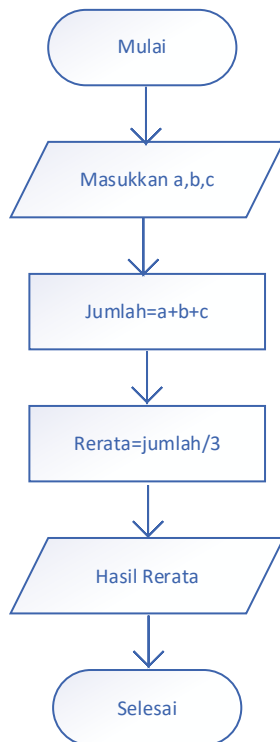 Mulai
Masukkan a,b,c
Jumlah=a+b+c
Rerata=jumlah/3
Hasil Rerata
Selesai